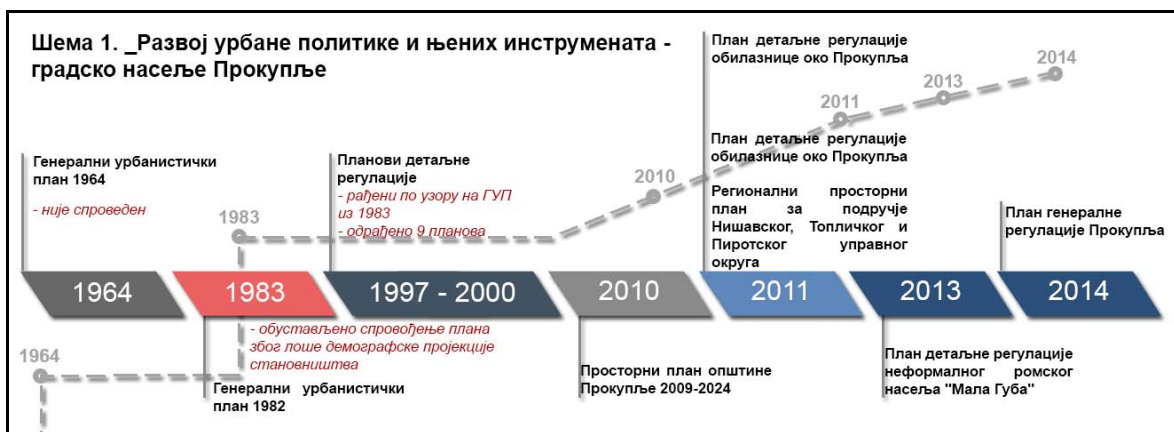 Шема 1. _Развој урбане политике и њених инструмената -
градско насеље Прокупље
План детаљне регулације
обилазнице око Прокупља
2014
2013
2011
План детаљне регулације
обилазнице око Прокупља
Генерални урбанистички
план 1964
- није спроведен
Планови детаљне
регулације
- рађени по узору на ГУП
из 1983
- одрађено 9 планова
2010
1983
Регионални просторни
план за подручје
Нишавског, Топличког и
Пиротског управног
округа
План генералне
регулације Прокупља
1964
1983
1997 - 2000
2010
2011
2013
2014
- обустављено спровођење плана
због лоше демографске пројекције
становништва
1964
Генерални урбанистички
план 1982
Просторни план општине
Прокупље 2009-2024
План детаљне регулације
неформалног ромског
насеља "Мала Губа"